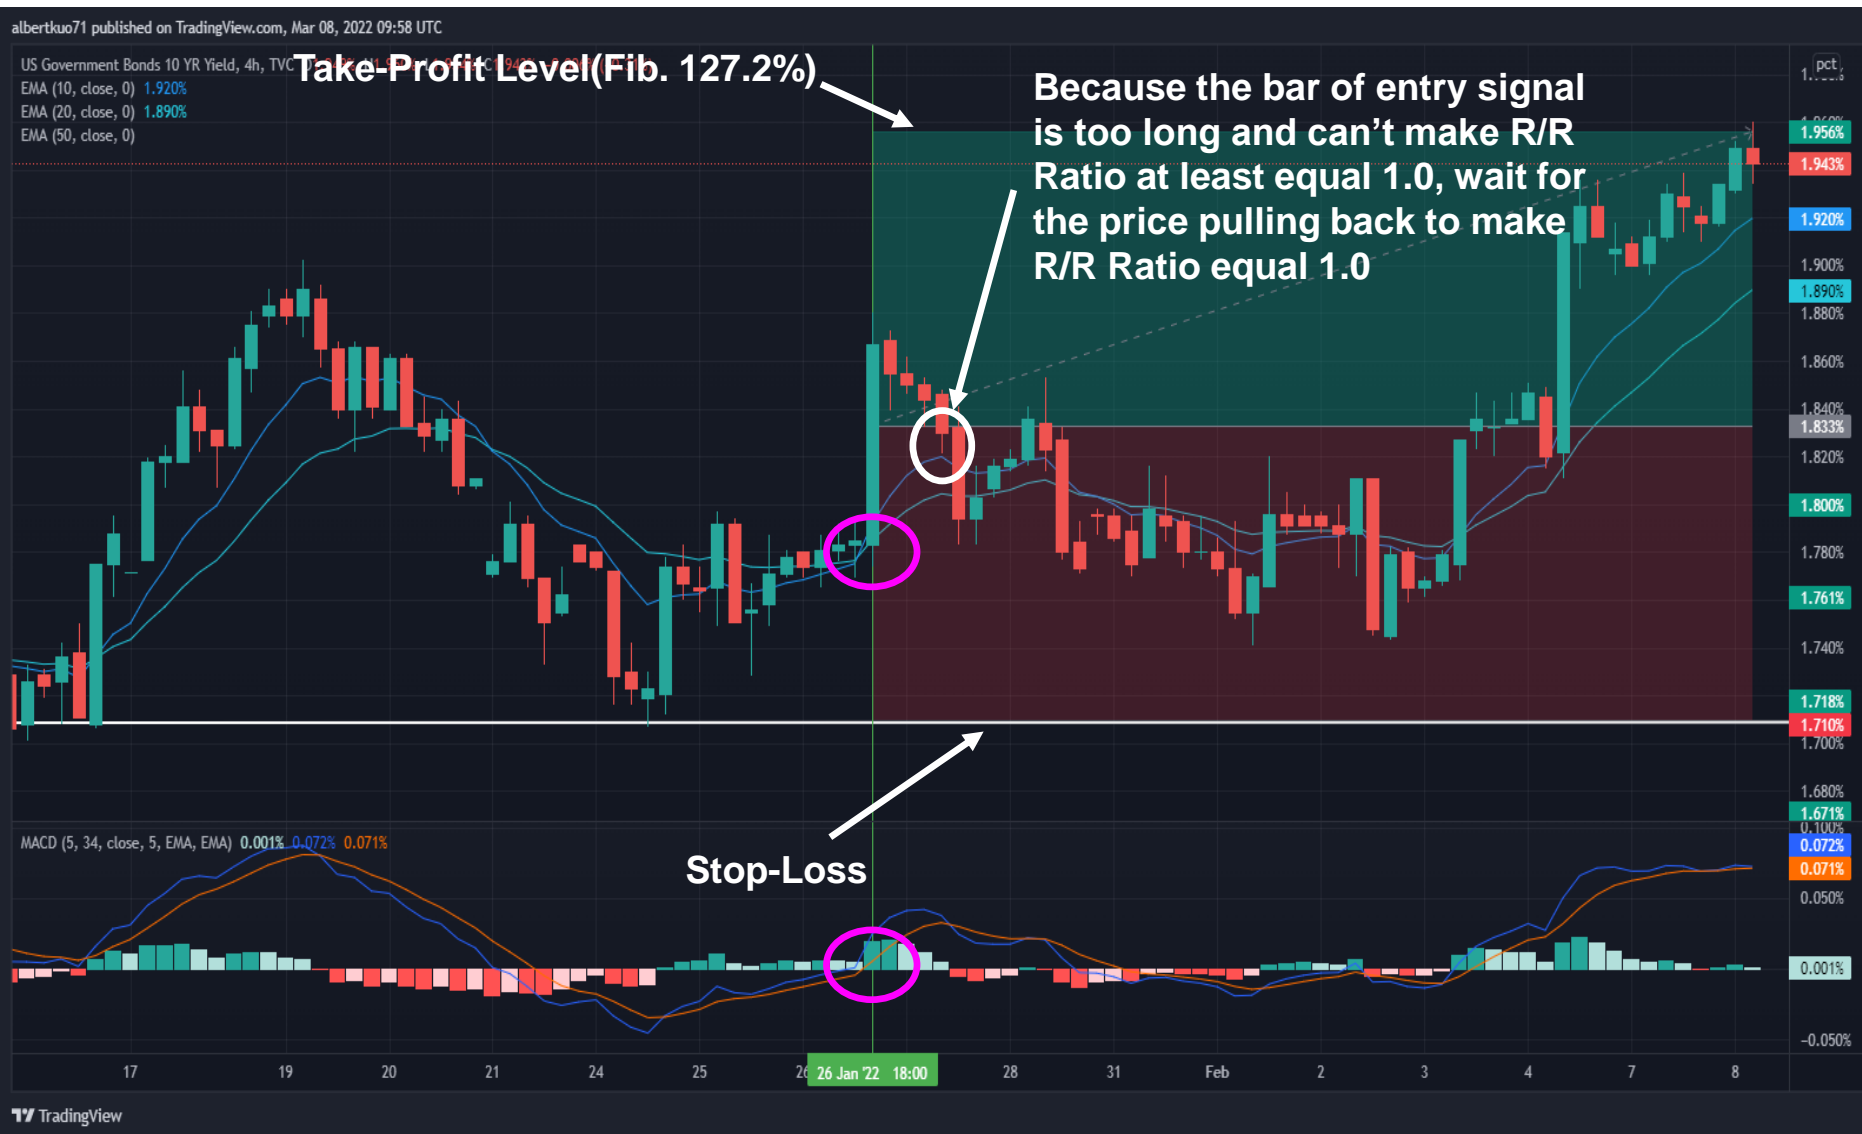 albertkuo71 published on TradingView.com, Mar 08, 2022 09:58 UTC
US Government Bonds 10 YR Yield, 4h, TVC
Take-Profit Level(Fib. 127.2%)
EMA (10, close, 0) 1.920%
EMA (20, close, 0) 1.890%
EMA (50, close, 0)
Because the bar of entry signal
is too long and can’t make R/R
Ratio at least equal 1.0, wait for
the price pulling back to make
R/R Ratio equal 1.0
pct
1.956%
1.943%
1.920%
1.900%
1.890%
1.880%
1.860%
1.840%
1.833%
1.820%
1.800%
1.780%
1.761%
1.740%
1.718%
1.710%
1.700%
1.680%
1.671%
0.100%
MACD (5, 34, close, 5, EMA, EMA) 0.001% 0.072% 0.071%
0.072%
0.071%
Stop-Loss
0.050%
0.001%
−0.050%
17 19 20 21 24 25 26 Jan '22 18:00 28 31 Feb 2 3 4 7 8
TradingView